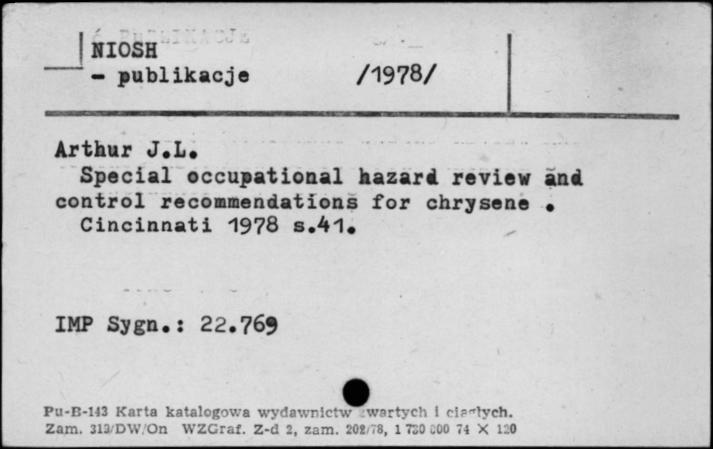 NIOSH
— publikacje /1978/
Arthur J.L.
Special occupational hazard review and
control recommendations for chrysene .
Cincinnati 1978 s.41.
IMP Sygn.: 22.769
Pu-B-143 Karta katalogowa wydawnictw zwartych i ciągłych.
Zam. 313/DW/On WZGraf. Z-d 2, zam. 202/78, 1 730 000 74 X 120